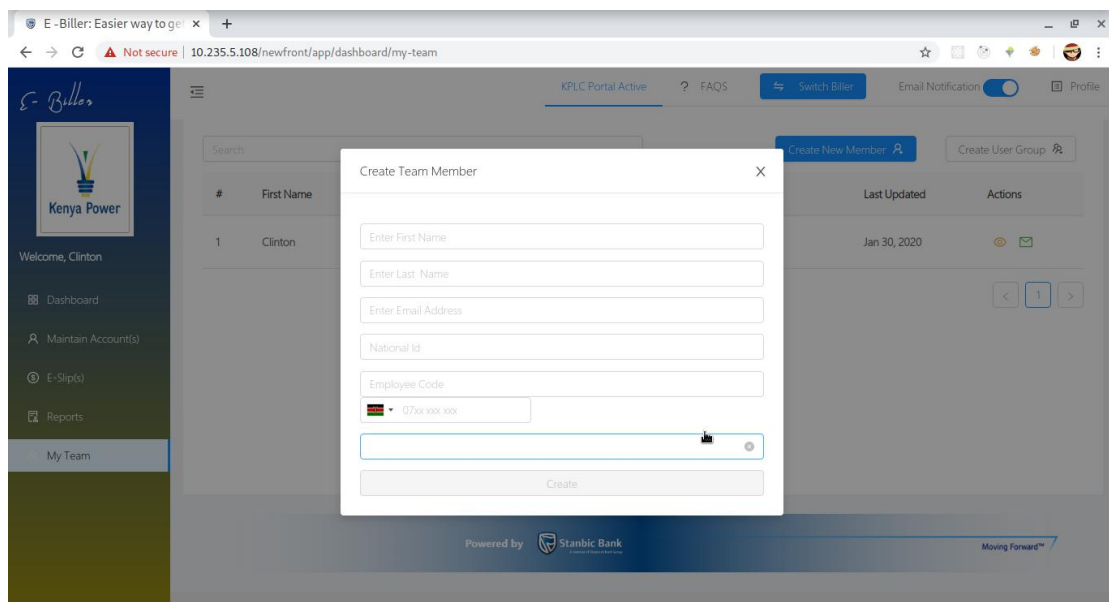 E -Biller: Easier way to ge
Not secure | 10.235.5.108/newfront/app/dashboard/my-team
E- Biller
KPLC Portal Active
? FAQS
Switch Biller
Email Notification
Profile
Kenya Power
Welcome, Clinton
Dashboard
Maintain Account(s)
E-Slip(s)
Reports
My Team
Search
Create New Member
Create User Group
# First Name Last Updated Actions
1 Clinton Jan 30, 2020
< 1 >
Create Team Member X
Enter First Name
Enter Last Name
Enter Email Address
National Id
Employee Code
07xx xxx xxx
Create
Powered by Stanbic Bank
Moving Forward™